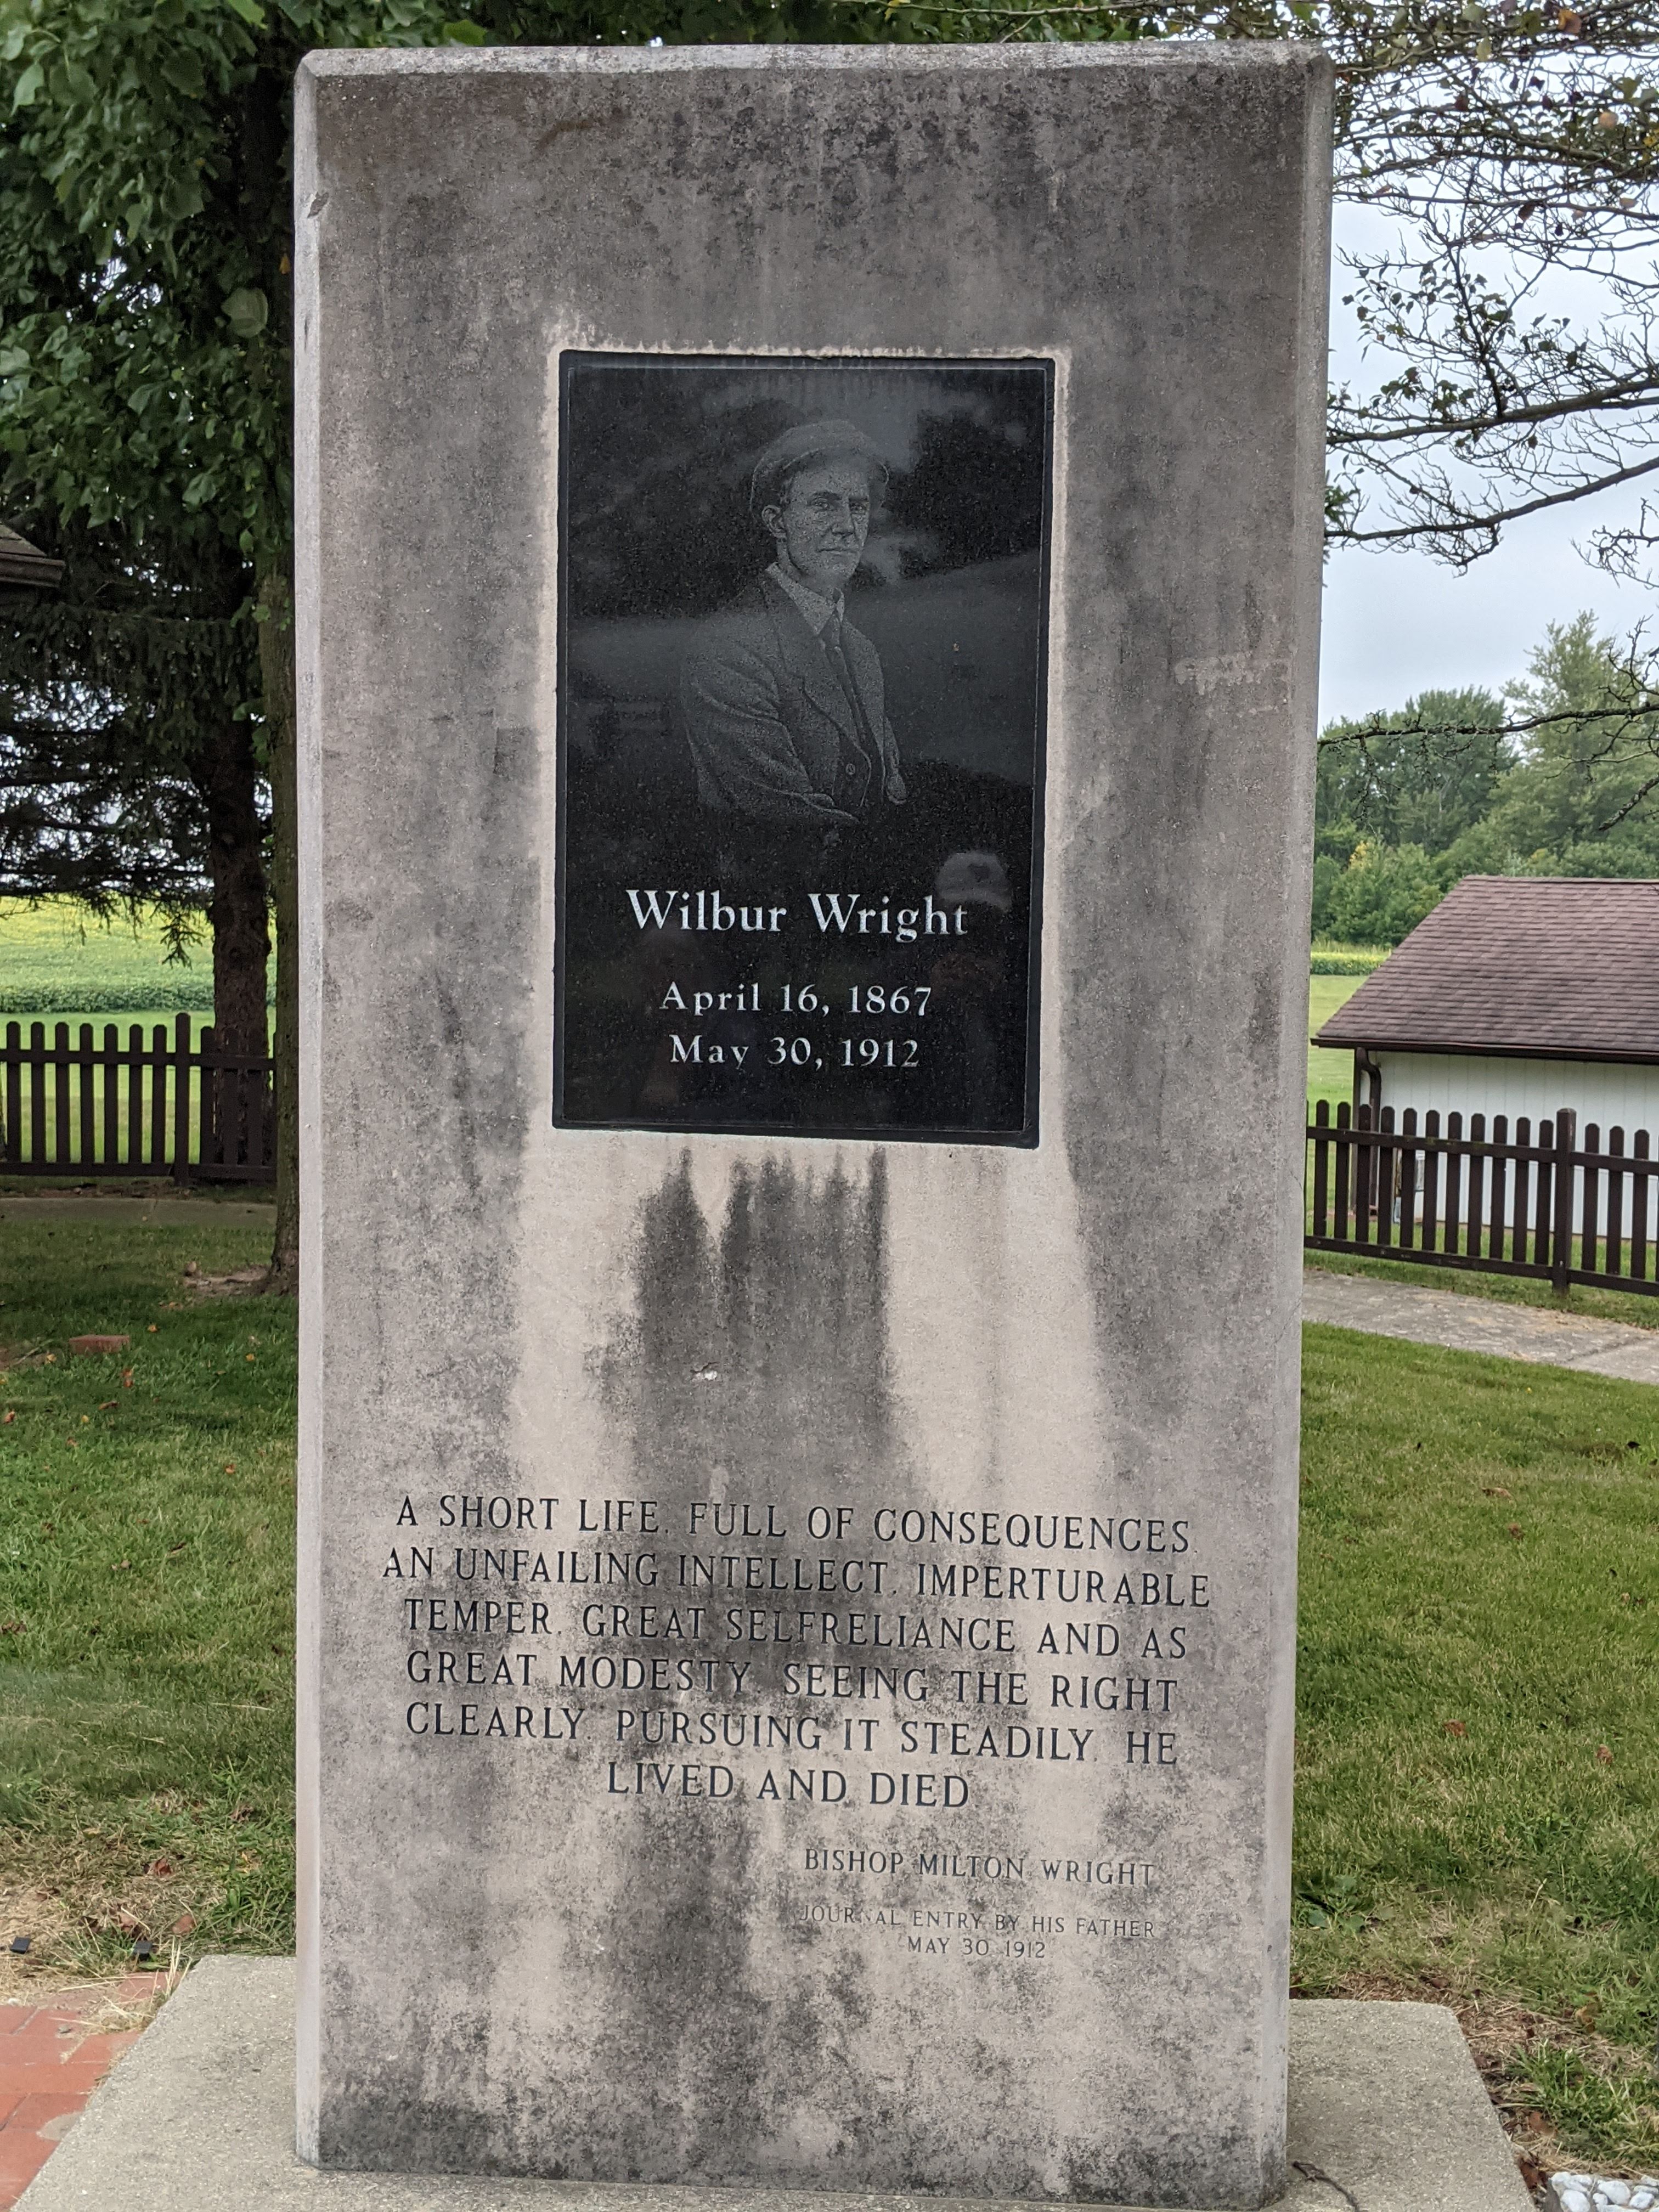 Wilbur Wright
April 16, 1867
May 30, 1912
A SHORT LIFE, FULL OF CONSEQUENCES.
AN UNFAILING INTELLECT, IMPERTURABLE
TEMPER, GREAT SELFRELIANCE AND AS
GREAT MODESTY, SEEING THE RIGHT
CLEARLY, PURSUING IT STEADILY, HE
LIVED AND DIED
BISHOP MILTON WRIGHT
JOURNAL ENTRY BY HIS FATHER
MAY 30 1912